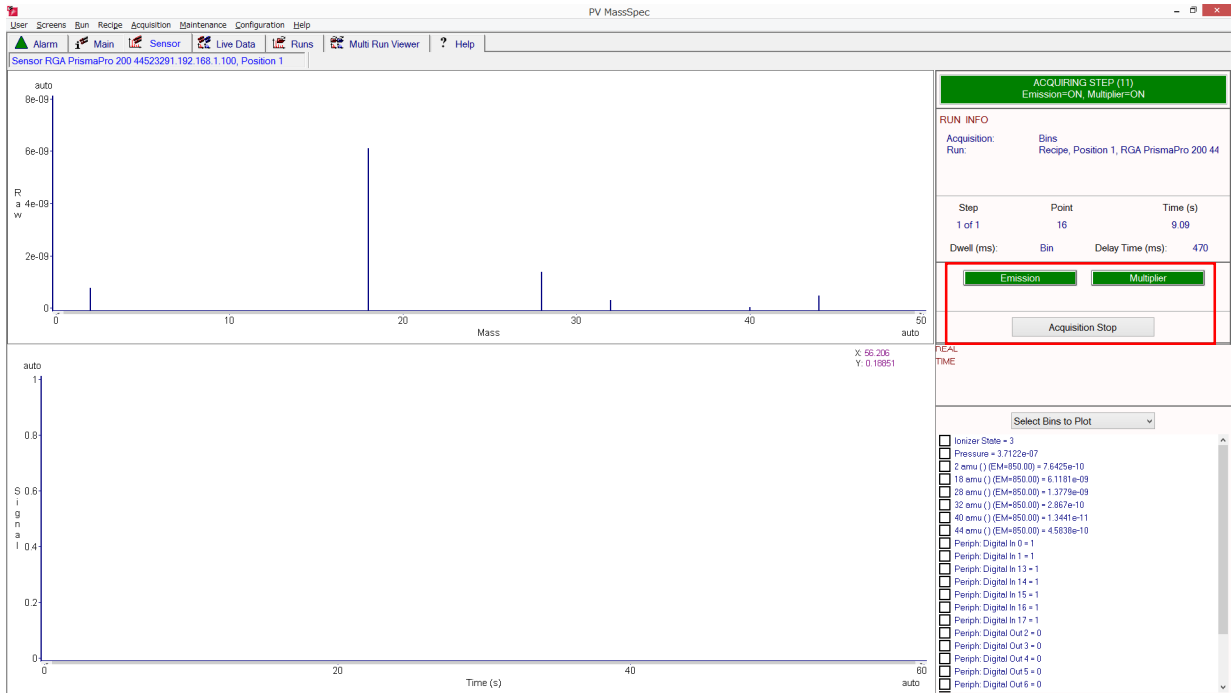 PV MassSpec
User Screens Run Recipe Acquisition Maintenance Configuration Help
Alarm Main Sensor Live Data Runs Multi Run Viewer ? Help
Sensor RGA PrismaPro 200 44523291.192.168.1.100, Position 1
auto
8e-09
6e-09
4e-09
2e-09
0
Raw
0 10 20 30 40 50
Mass
auto
ACQUIRING STEP (11)
Emission=ON, Multiplier=ON
RUN INFO
Acquisition: Bins
Run: Recipe, Position 1, RGA PrismaPro 200 44
Step Point Time (s)
1 of 1 16 9.09
Dwell (ms): Bin Delay Time (ms): 470
Emission Multiplier
Acquisition Stop
REAL
TIME
X: 56.206
Y: 0.18851
auto
1
0.8
0.6
0.4
0.2
0
Signal
0 20 40 60
Time (s)
auto
Select Bins to Plot
Ionizer State = 3
Pressure = 3.7122e-07
2 amu ( ) (EM=850.00) = 7.6425e-10
18 amu ( ) (EM=850.00) = 6.1181e-09
28 amu ( ) (EM=850.00) = 1.3779e-09
32 amu ( ) (EM=850.00) = 2.867e-10
40 amu ( ) (EM=850.00) = 1.3441e-11
44 amu ( ) (EM=850.00) = 4.5838e-10
Periph: Digital In 0 = 1
Periph: Digital In 1 = 1
Periph: Digital In 13 = 1
Periph: Digital In 14 = 1
Periph: Digital In 15 = 1
Periph: Digital In 16 = 1
Periph: Digital In 17 = 1
Periph: Digital Out 2 = 0
Periph: Digital Out 3 = 0
Periph: Digital Out 4 = 0
Periph: Digital Out 5 = 0
Periph: Digital Out 6 = 0